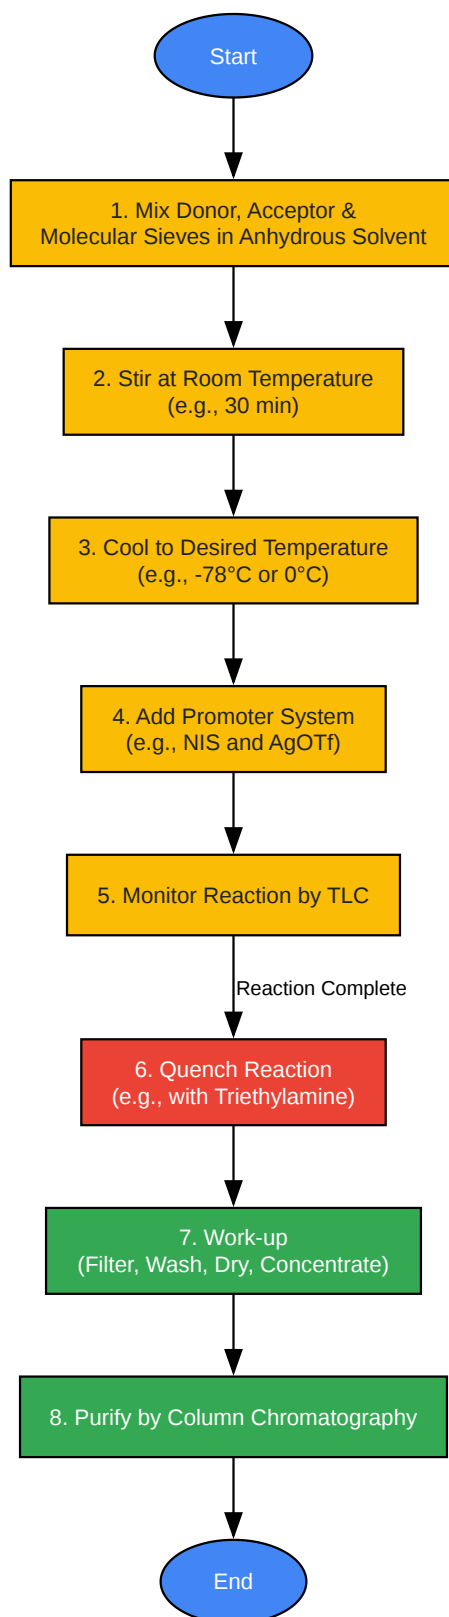 Start
1. Mix Donor, Acceptor &
Molecular Sieves in Anhydrous Solvent
2. Stir at Room Temperature
(e.g., 30 min)
3. Cool to Desired Temperature
(e.g., -78°C or 0°C)
4. Add Promoter System
(e.g., NIS and AgOTf)
5. Monitor Reaction by TLC
Reaction Complete
6. Quench Reaction
(e.g., with Triethylamine)
7. Work-up
(Filter, Wash, Dry, Concentrate)
8. Purify by Column Chromatography
End